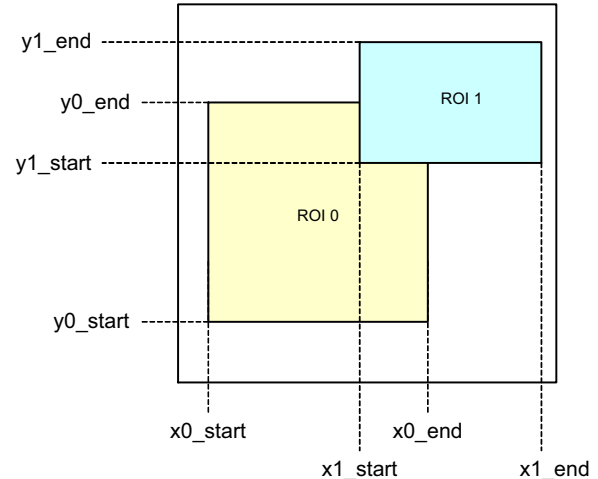 y1_end
ROI 1
y0_end
y1_start
ROI 0
y0_start
x0_start
x0_end
x1_start
x1_end